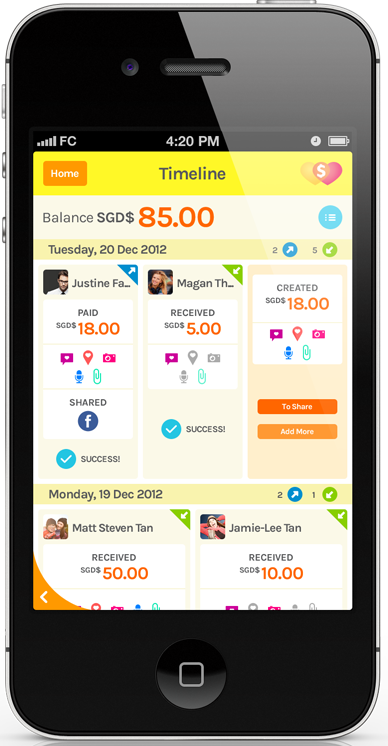 FC 4:20 PM
Home Timeline S
Balance SGD$ 85.00
Tuesday, 20 Dec 2012 2 5
Justine Fa...
PAID
SGD$ 18.00
SHARED
f
SUCCESS!
Magan Th...
RECEIVED
SGD$ 5.00
SUCCESS!
CREATED
SGD$ 18.00
To Share
Add More
Monday, 19 Dec 2012 2 1
Matt Steven Tan
RECEIVED
SGD$ 50.00
Jamie-Lee Tan
RECEIVED
SGD$ 10.00